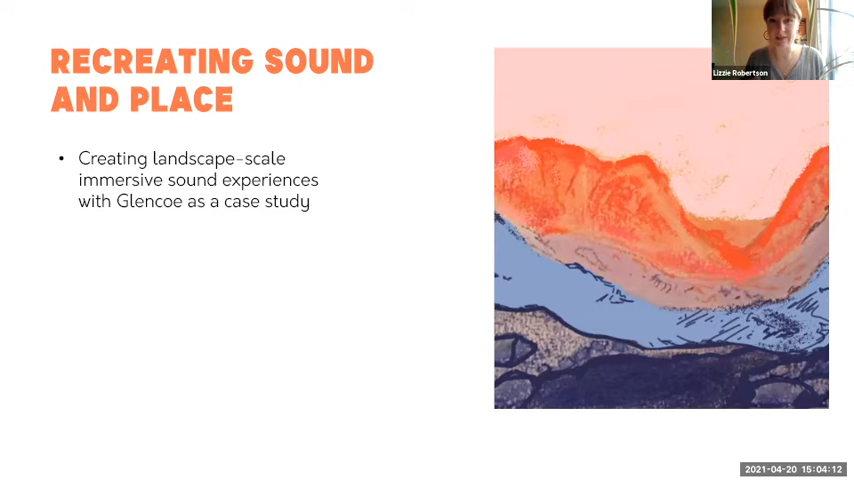 RECREATING SOUND
AND PLACE
• Creating landscape-scale
immersive sound experiences
with Glencoe as a case study
Lizzie Robertson
2021-04-20 15:04:12